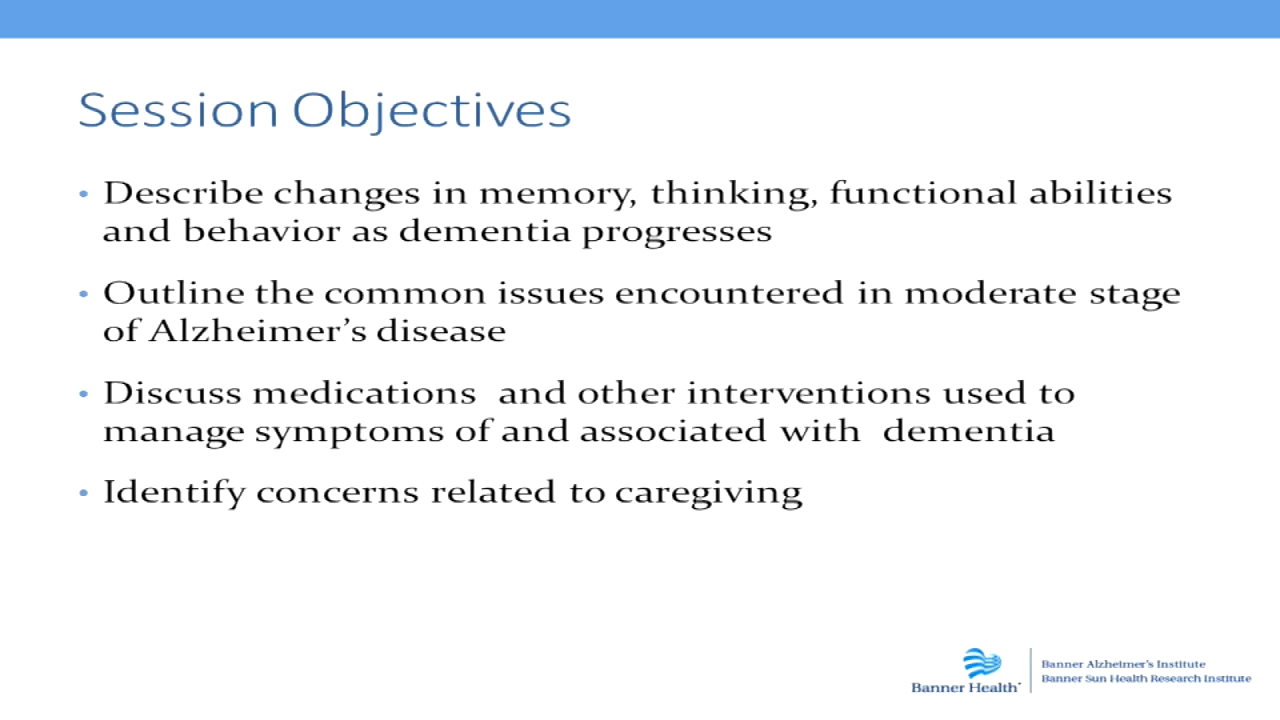 Session Objectives
• Describe changes in memory, thinking, functional abilities
and behavior as dementia progresses
• Outline the common issues encountered in moderate stage
of Alzheimer’s disease
• Discuss medications  and other interventions used to
manage symptoms of and associated with  dementia
• Identify concerns related to caregiving
Banner Health
Banner Alzheimer's Institute
Banner Sun Health Research Institute